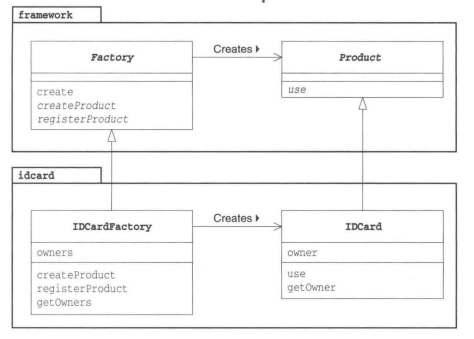 framework
Factory
create
createProduct
registerProduct
Creates
Product
use
idcard
IDCardFactory
owners
createProduct
registerProduct
getOwners
Creates
IDCard
owner
use
getOwner